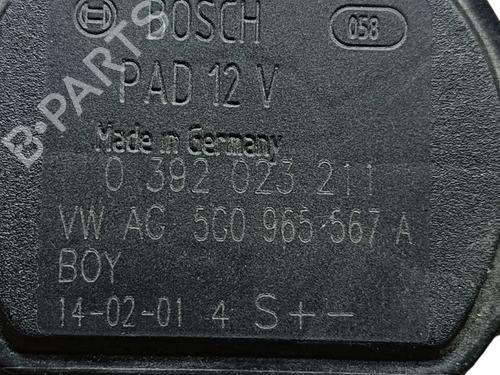 BOSCH 058
PAD 12 V
Made in Germany
0 392 023 211
VW AG 5G0 965 567 A
BOY
14-02-01 4 S + -
B-PARTS